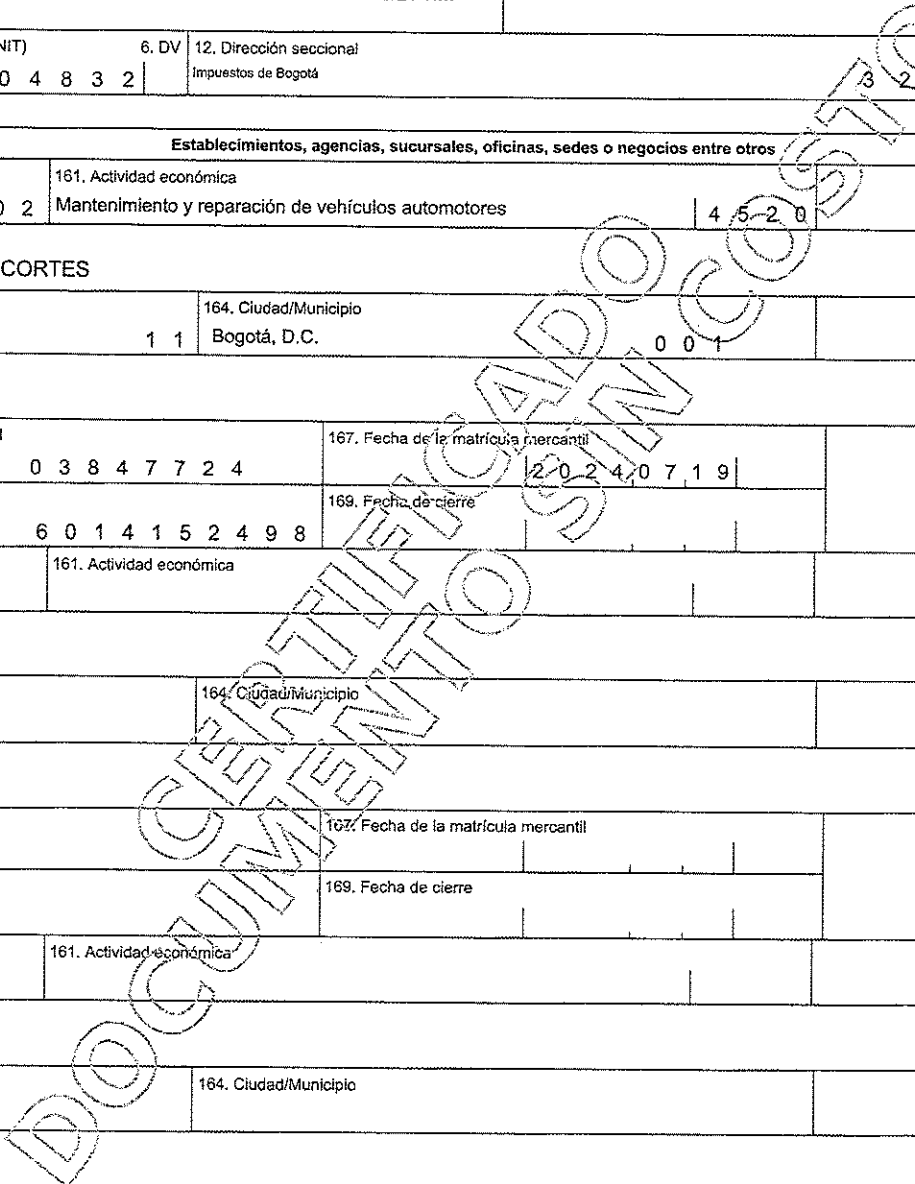 NIT) 6. DV 12. Dirección seccional
0 4 8 3 2 Impuestos de Bogotá 3 2
Establecimientos, agencias, sucursales, oficinas, sedes o negocios entre otros
161. Actividad económica
0 2 Mantenimiento y reparación de vehículos automotores 4 5 2 0
CORTES
164. Ciudad/Municipio
1 1 Bogotá, D.C. 0 0 1
167. Fecha de la matrícula mercantil
0 3 8 4 7 7 2 4 2 0 2 4 0 7 1 9
169. Fecha de cierre
6 0 1 4 1 5 2 4 9 8
161. Actividad económica
164. Ciudad/Municipio
167. Fecha de la matrícula mercantil
169. Fecha de cierre
161. Actividad económica
164. Ciudad/Municipio
CERTIFICADO
DOCUMENTO SIN COSTO